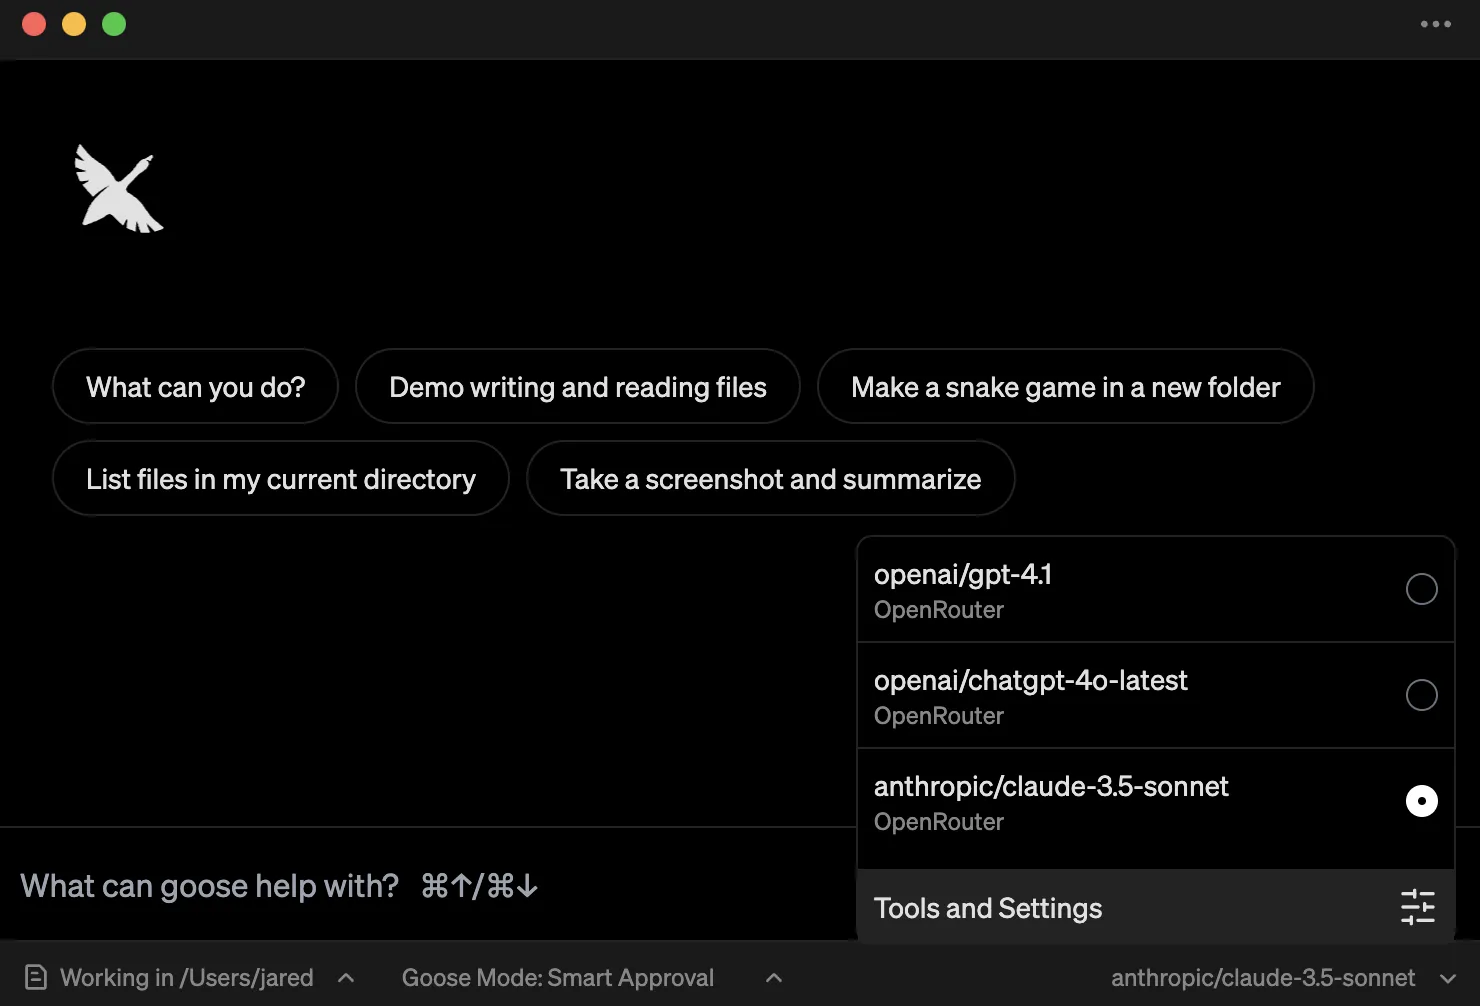 What can you do?
Demo writing and reading files
Make a snake game in a new folder
List files in my current directory
Take a screenshot and summarize
openai/gpt-4.1
OpenRouter
openai/chatgpt-4o-latest
OpenRouter
anthropic/claude-3.5-sonnet
OpenRouter
Tools and Settings
What can goose help with? ⌘↑/⌘↓
Working in /Users/jared
Goose Mode: Smart Approval
anthropic/claude-3.5-sonnet